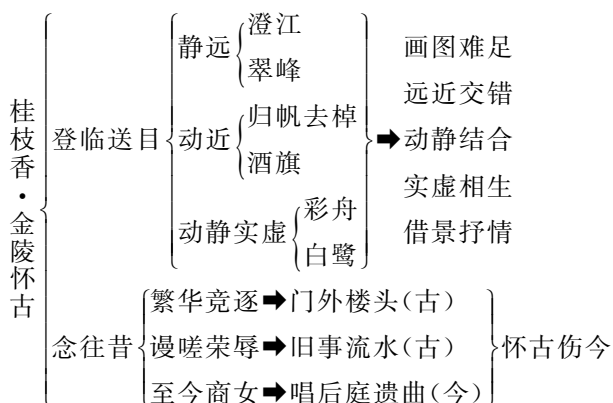 桂枝香·金陵怀古
登临送目
静远
澄江
翠峰
动近
归帆去棹
酒旗
动静实虚
彩舟
白鹭
画图难足
远近交错
➡动静结合
实虚相生
借景抒情
念往昔
繁华竞逐➡门外楼头(古)
谩嗟荣辱➡旧事流水(古)
至今商女➡唱后庭遗曲(今)
怀古伤今